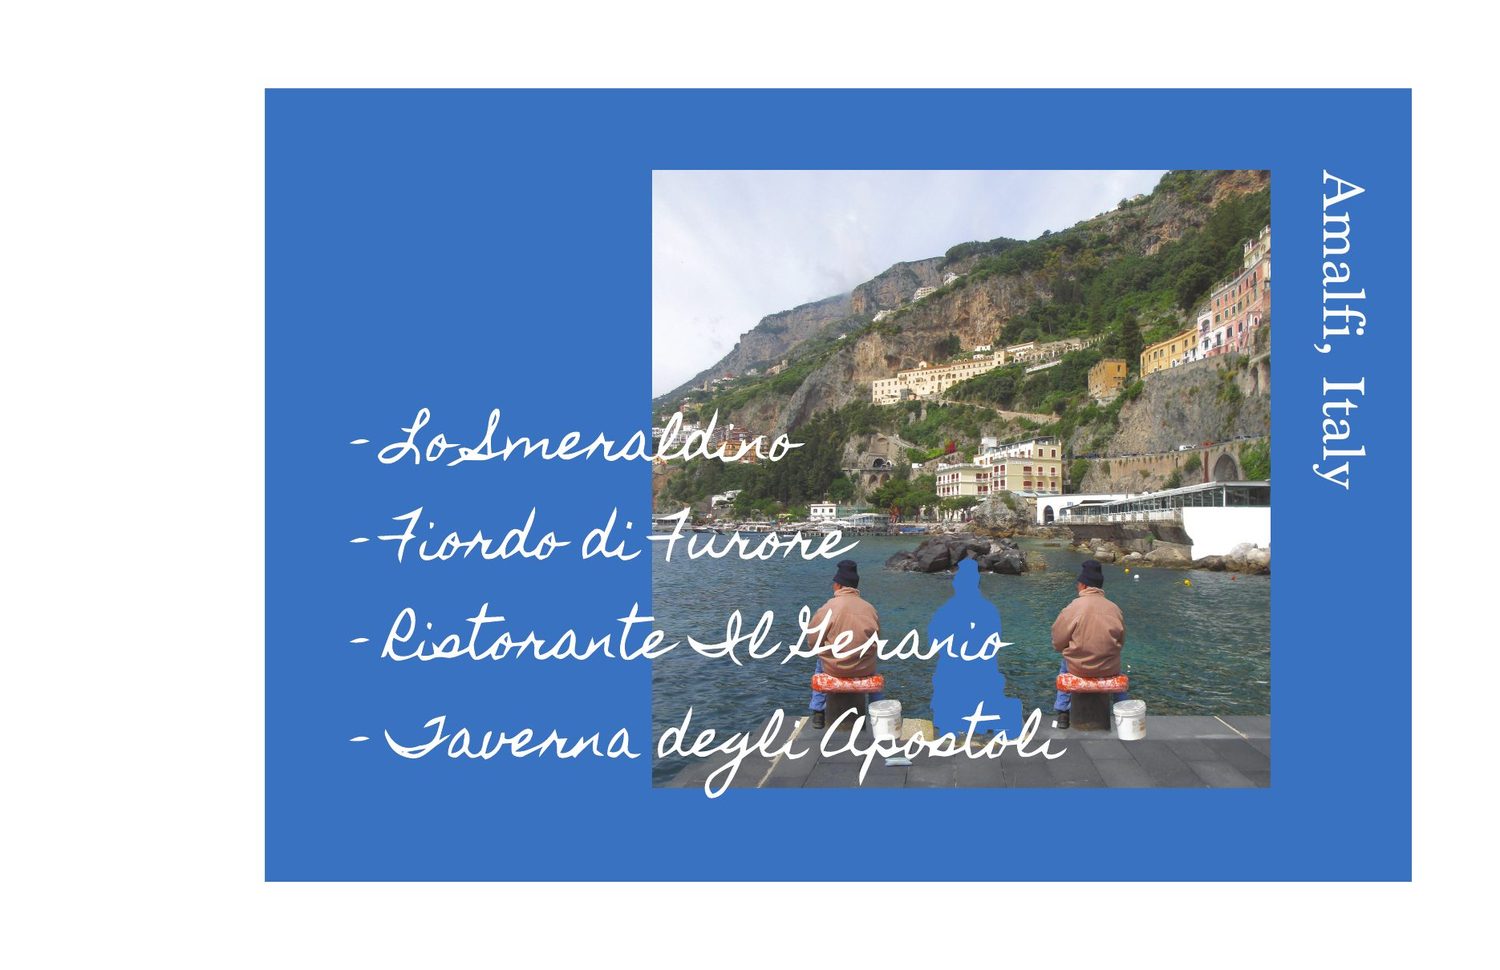 - Lo Smeraldino
- Fiordo di Furore
- Ristorante Il Geranio
- Taverna degli Apostoli
Amalfi, Italy